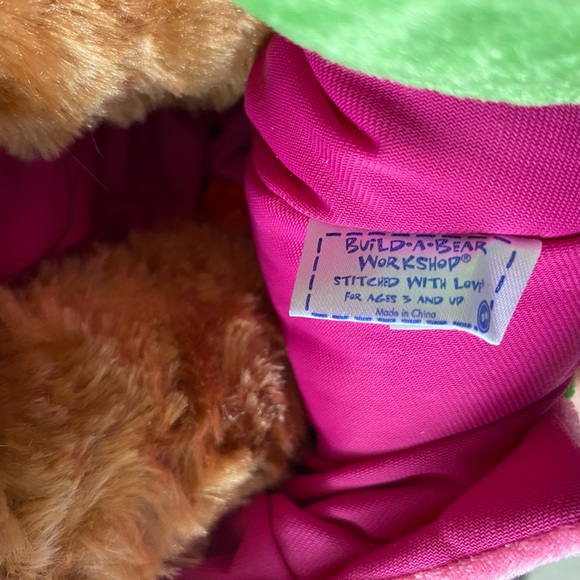 BUILD-A-BEAR
WORKSHOP®
STITCHED WITH LOVE
FOR AGES 3 AND UP
Made in China